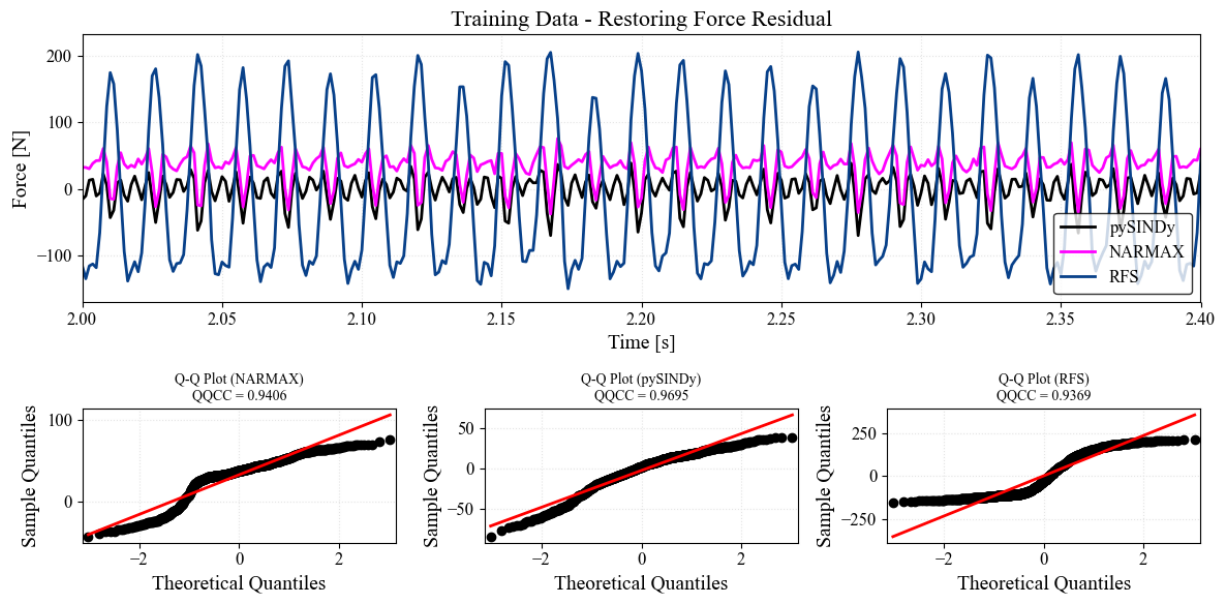 Training Data - Restoring Force Residual
Force [N]
200
100
0
−100
pySINDy
NARMAX
RFS
2.00
2.05
2.10
2.15
2.20
2.25
2.30
2.35
2.40
Time [s]
Q-Q Plot (NARMAX)
QQCC = 0.9406
Sample Quantiles
100
0
−2
0
2
Theoretical Quantiles
Q-Q Plot (pySINDy)
QQCC = 0.9695
Sample Quantiles
50
0
−50
−2
0
2
Theoretical Quantiles
Q-Q Plot (RFS)
QQCC = 0.9369
Sample Quantiles
250
0
−250
−2
0
2
Theoretical Quantiles